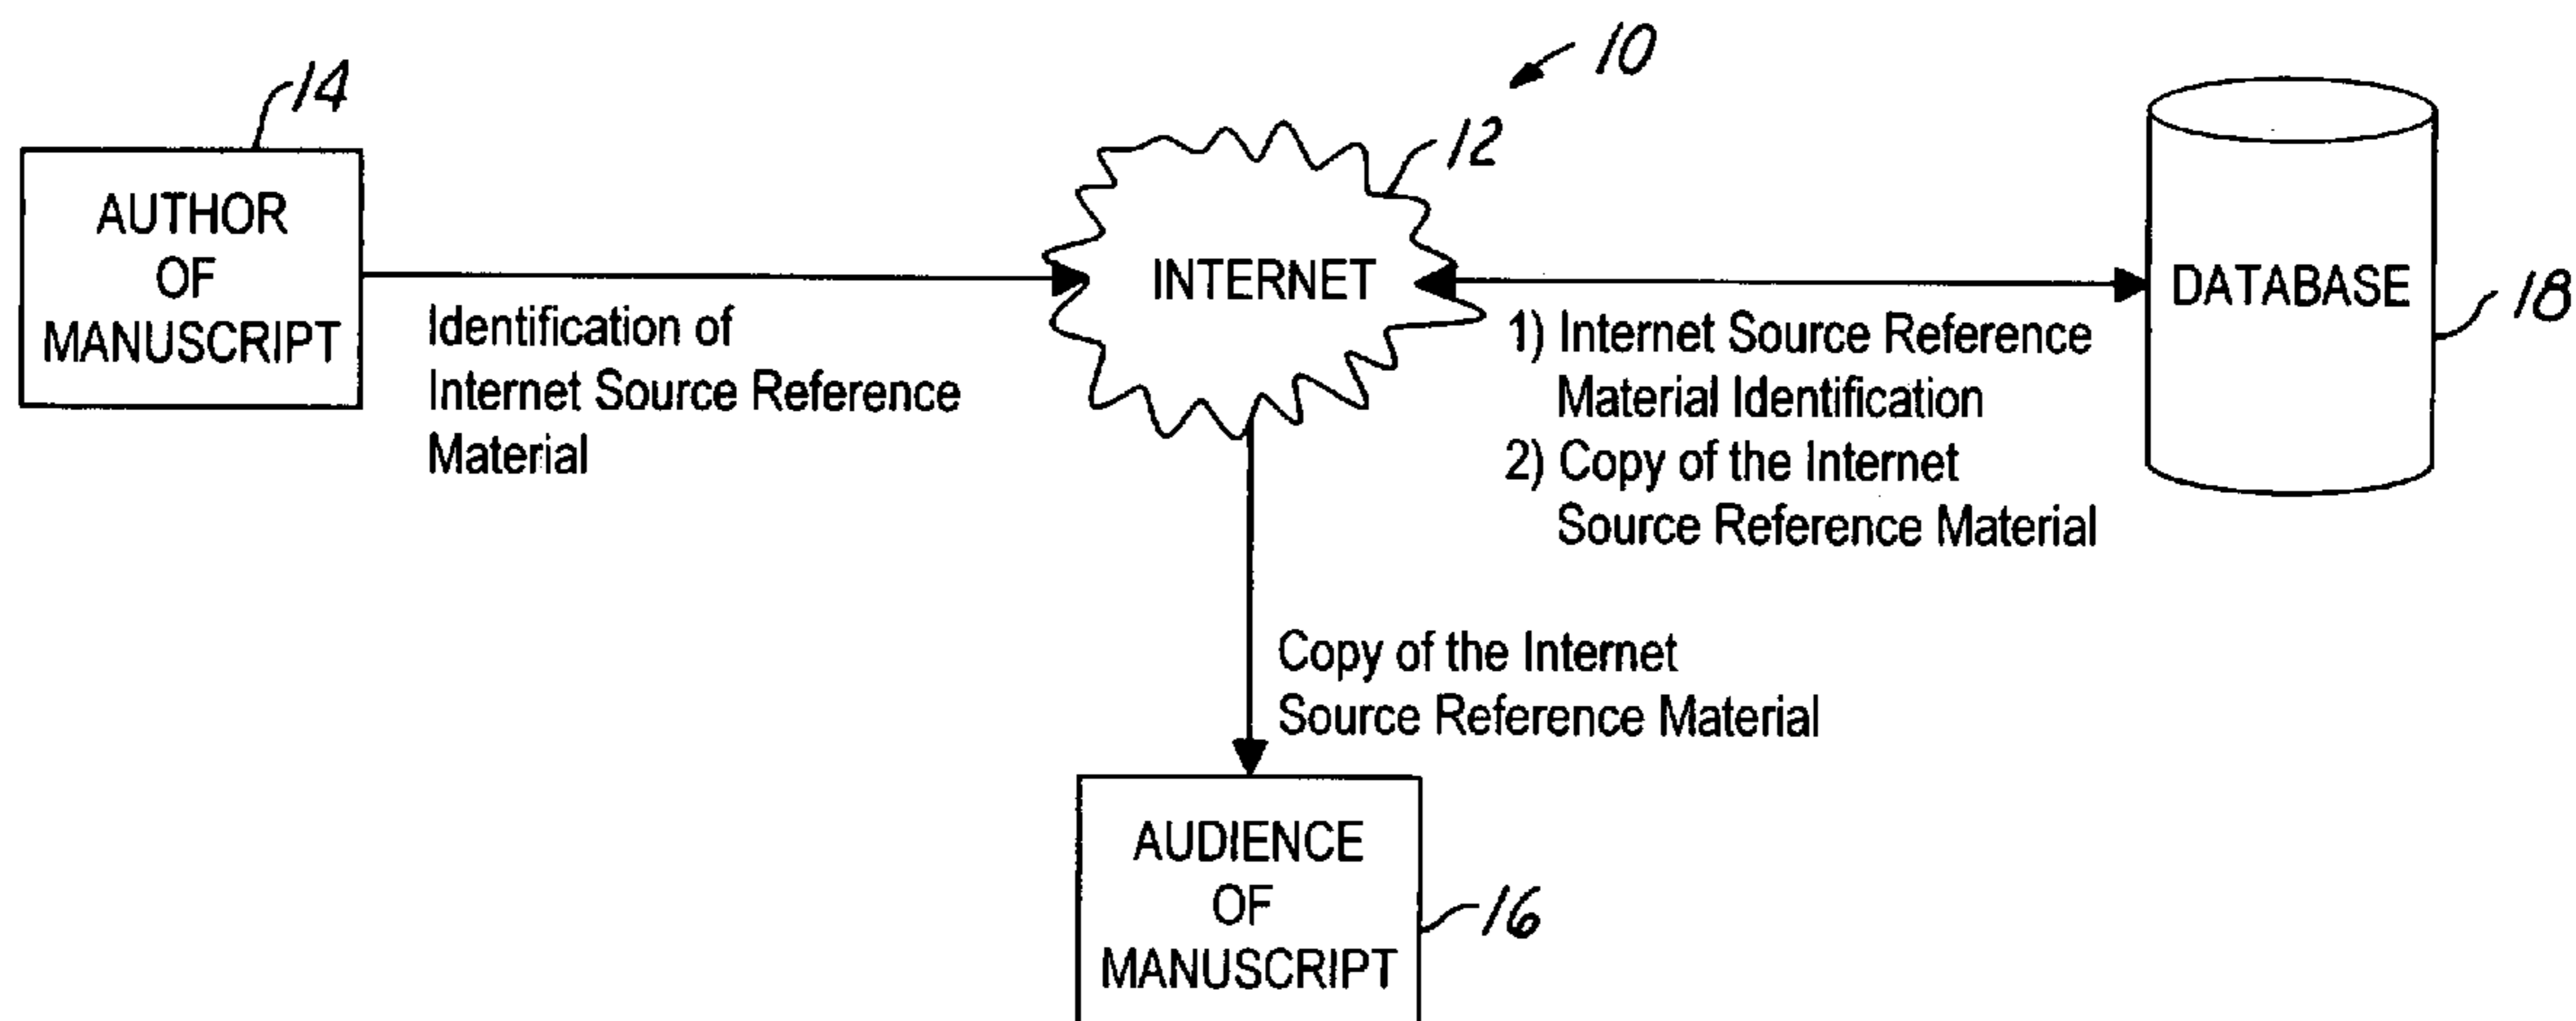 10
14
12
AUTHOR
OF
MANUSCRIPT
INTERNET
DATABASE
18
Identification of
Internet Source Reference
Material
1) Internet Source Reference
Material Identification
2) Copy of the Internet
Source Reference Material
Copy of the Internet
Source Reference Material
AUDIENCE
OF
MANUSCRIPT
16